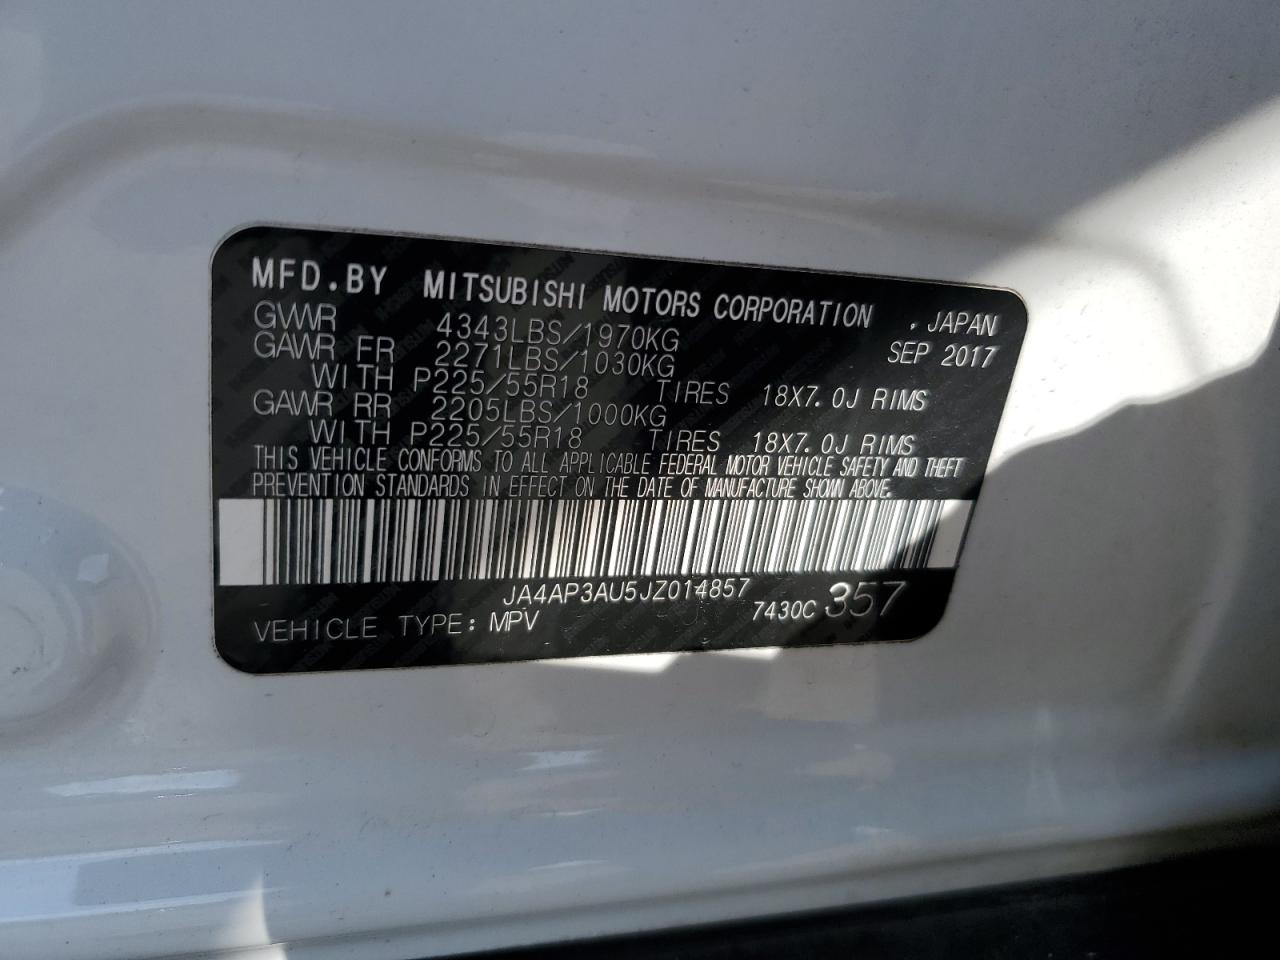 MFD.BY MITSUBISHI MOTORS CORPORATION , JAPAN
GVWR 4343LBS/1970KG SEP 2017
GAWR FR 2271LBS/1030KG
WITH P225/55R18 TIRES 18X7.0J RIMS
GAWR RR 2205LBS/1000KG
WITH P225/55R18 TIRES 18X7.0J RIMS
THIS VEHICLE CONFORMS TO ALL APPLICABLE FEDERAL MOTOR VEHICLE SAFETY AND THEFT
PREVENTION STANDARDS IN EFFECT ON THE DATE OF MANUFACTURE SHOWN ABOVE.
JA4AP3AU5JZ014857
VEHICLE TYPE: MPV 7430C 357